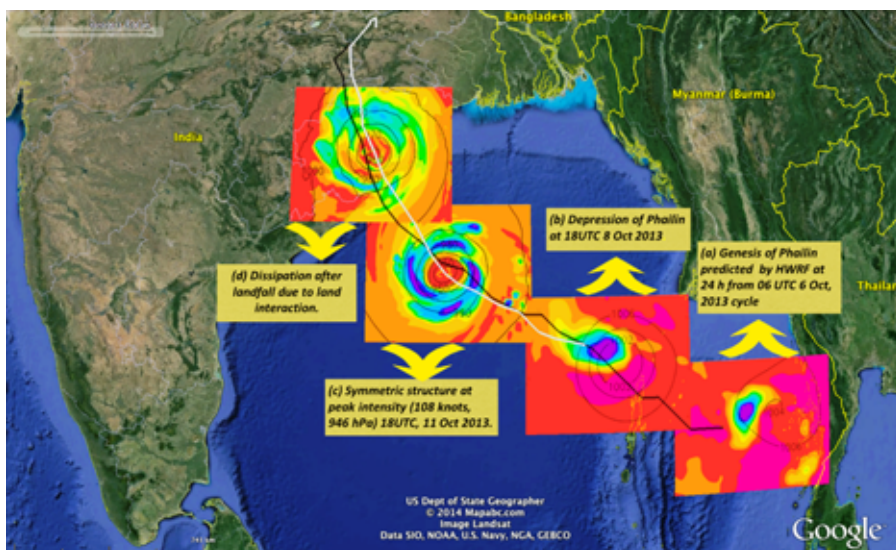 Bangladesh
Myanmar (Burma)
India
(b) Depression of Phailin
at 18UTC 8 Oct 2013
(a) Genesis of Phailin
predicted by HWRF at
24 h from 06 UTC 6 Oct,
2013 cycle
Thailan
(d) Dissipation after
landfall due to land
interaction.
(c) Symmetric structure at
peak intensity (108 knots,
946 hPa) 18UTC, 11 Oct 2013.
US Dept of State Geographer
© 2014 Mapabc.com
Image Landsat
Data SIO, NOAA, U.S. Navy, NGA, GEBCO
Google